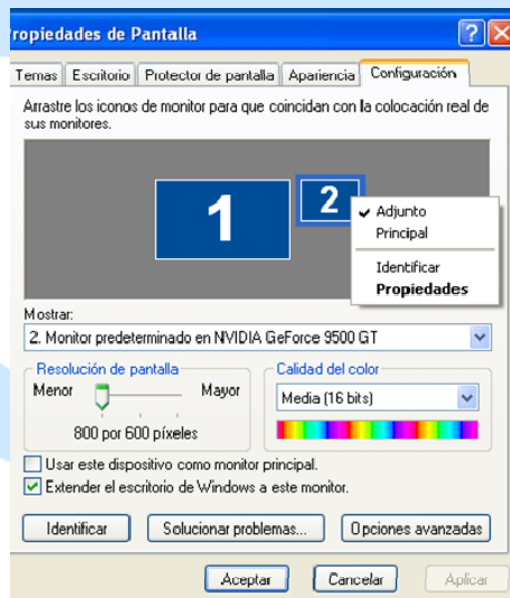 Propiedades de Pantalla
Temas
Escritorio
Protector de pantalla
Apariencia
Configuración
Arrastre los iconos de monitor para que coincidan con la colocación real de
sus monitores.
1
2
Adjunto
Principal
Identificar
Propiedades
Mostrar:
2. Monitor predeterminado en NVIDIA GeForce 9500 GT
Resolución de pantalla
Menor
Mayor
800 por 600 píxeles
Calidad del color
Media (16 bits)
Usar este dispositivo como monitor principal.
Extender el escritorio de Windows a este monitor.
Identificar
Solucionar problemas...
Opciones avanzadas
Aceptar
Cancelar
Aplicar